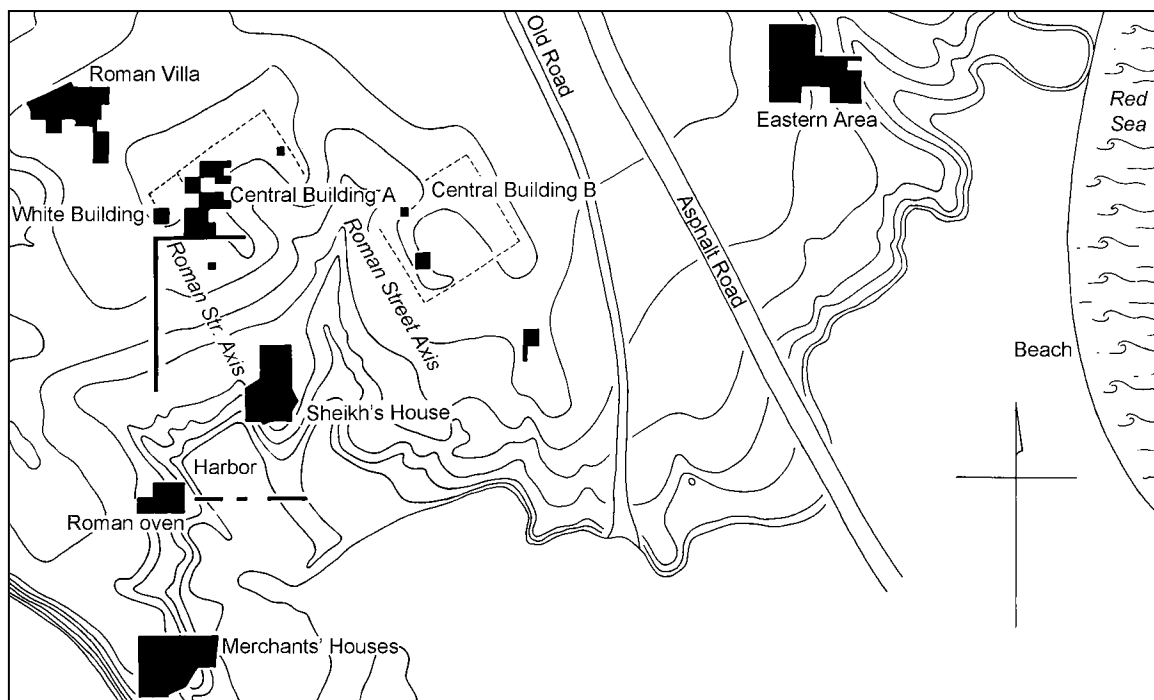 Old Road
Roman Villa
Red
Sea
Eastern Area
Central Building B
Central Building A
White Building
Asphalt Road
Roman Street Axis
Roman Str. Axis
Beach
Sheikh's House
Harbor
Roman oven
Merchants' Houses